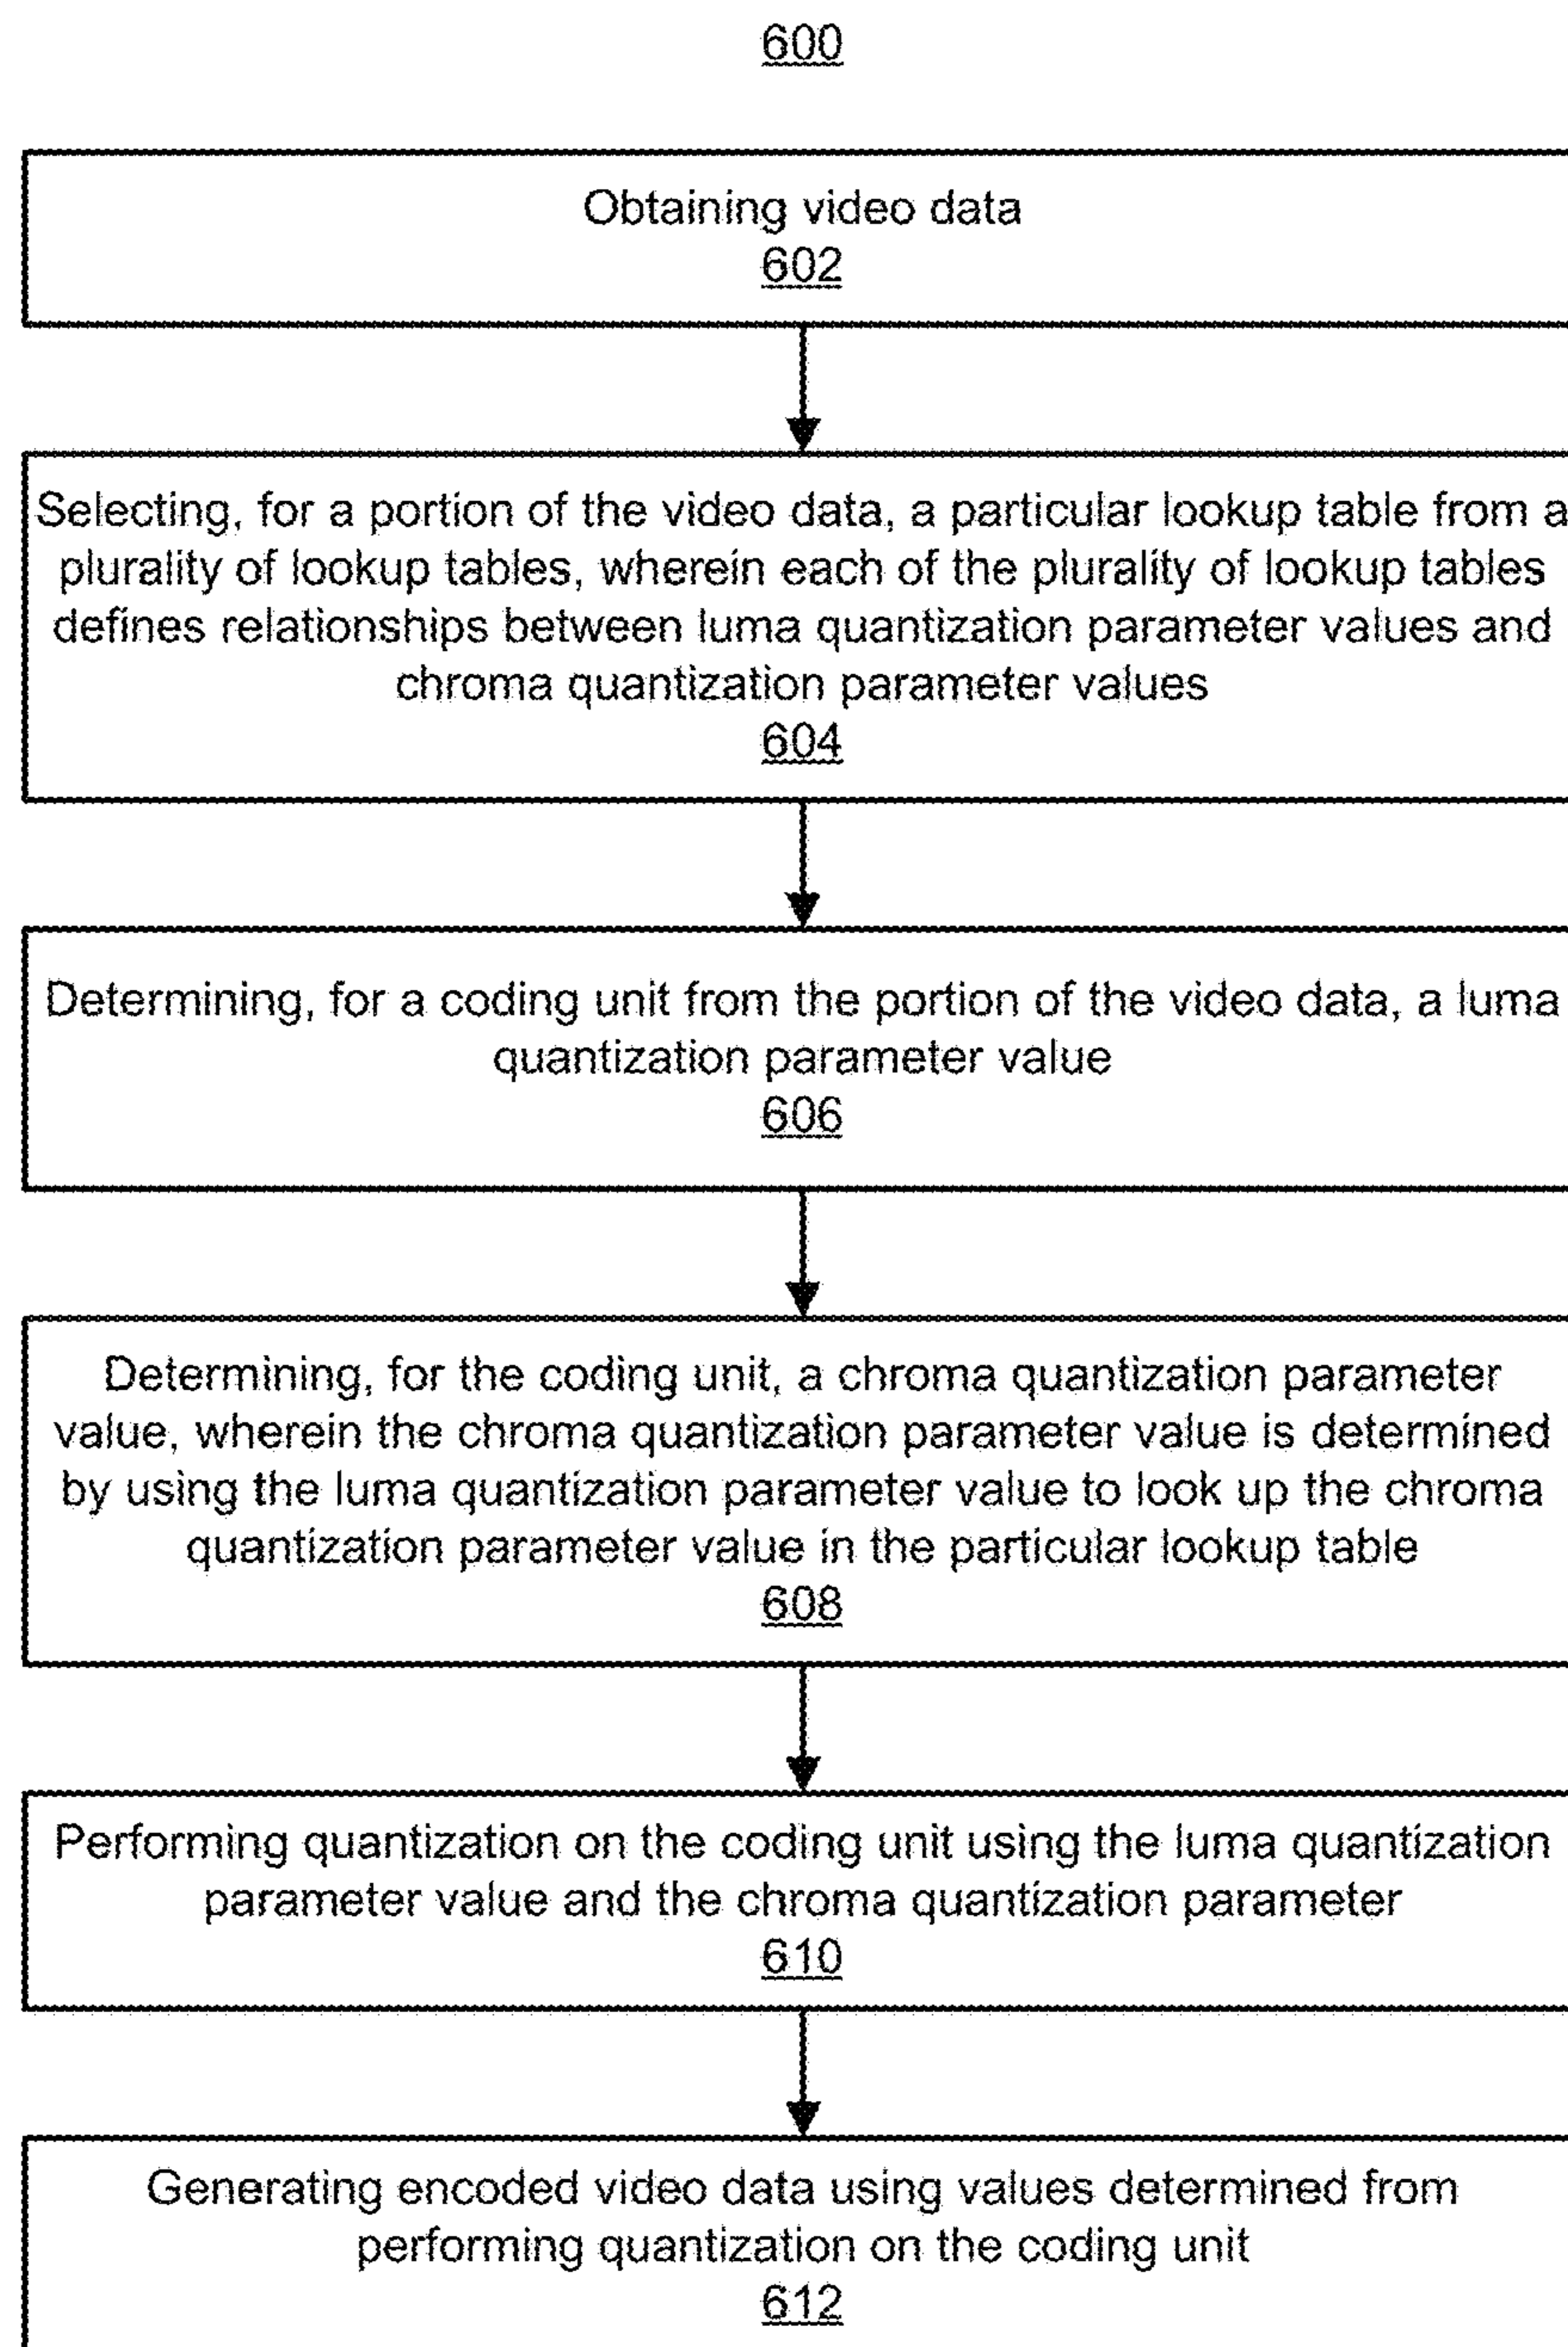 600
Obtaining video data
602
Selecting, for a portion of the video data, a particular lookup table from a
plurality of lookup tables, wherein each of the plurality of lookup tables
defines relationships between luma quantization parameter values and
chroma quantization parameter values
604
Determining, for a coding unit from the portion of the video data, a luma
quantization parameter value
606
Determining, for the coding unit, a chroma quantization parameter
value, wherein the chroma quantization parameter value is determined
by using the luma quantization parameter value to look up the chroma
quantization parameter value in the particular lookup table
608
Performing quantization on the coding unit using the luma quantization
parameter value and the chroma quantization parameter
610
Generating encoded video data using values determined from
performing quantization on the coding unit
612